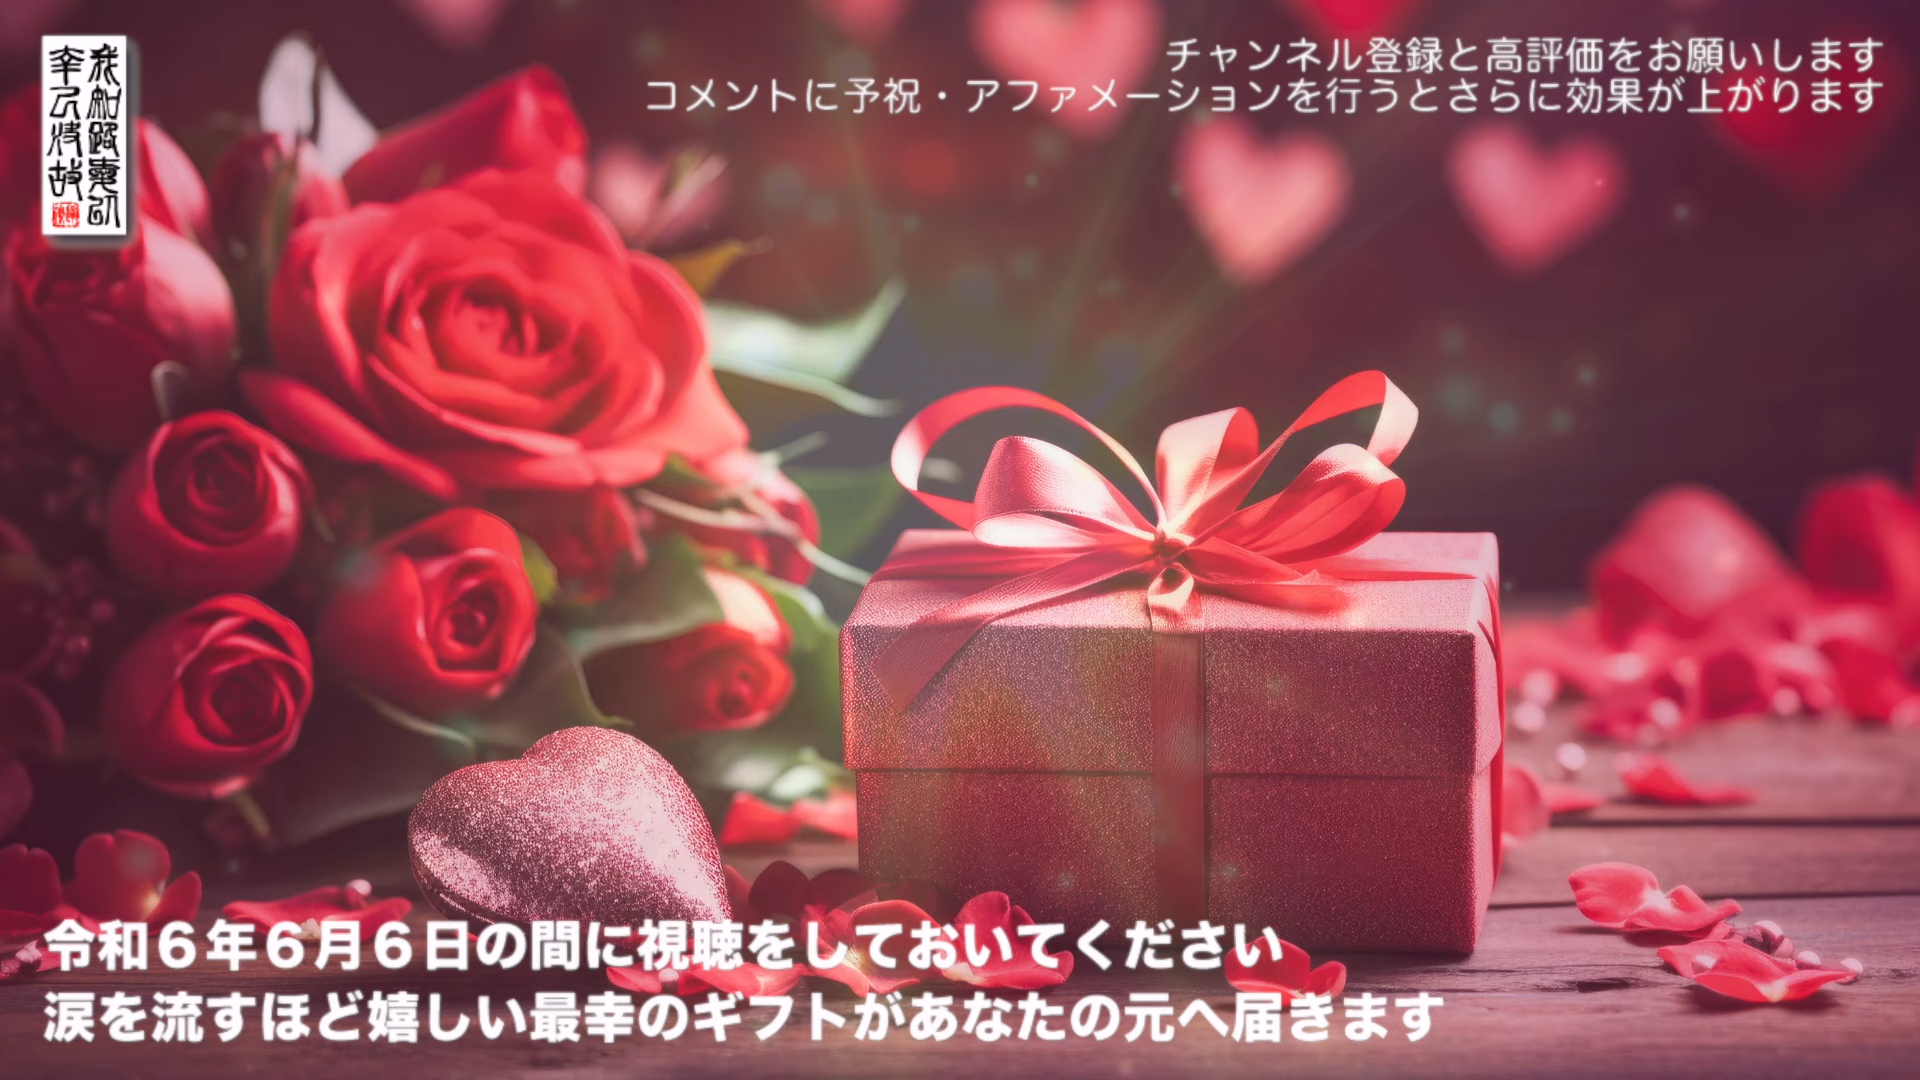 チャンネル登録と高評価をお願いします
コメントに予祝・アファメーションを行うとさらに効果が上がります
令和６年６月６日の間に視聴をしておいてください
涙を流すほど嬉しい最幸のギフトがあなたの元へ届きます